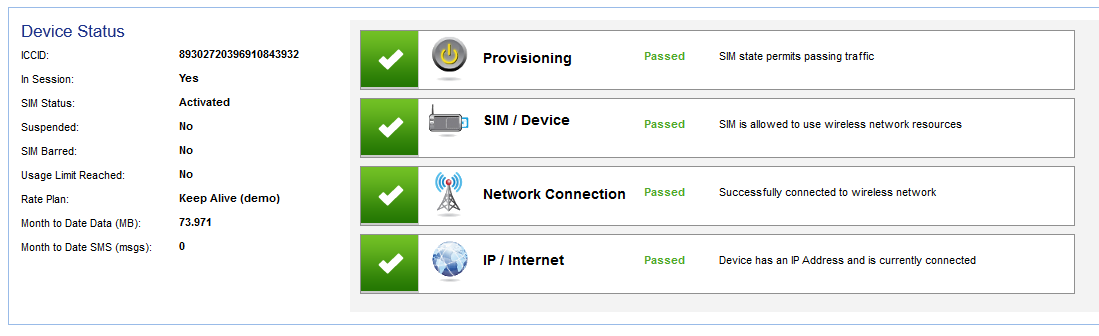 Device Status
ICCID: 89302720396910843932
In Session: Yes
SIM Status: Activated
Suspended: No
SIM Barred: No
Usage Limit Reached: No
Rate Plan: Keep Alive (demo)
Month to Date Data (MB): 73.971
Month to Date SMS (msgs): 0
Provisioning Passed SIM state permits passing traffic
SIM / Device Passed SIM is allowed to use wireless network resources
Network Connection Passed Successfully connected to wireless network
IP / Internet Passed Device has an IP Address and is currently connected